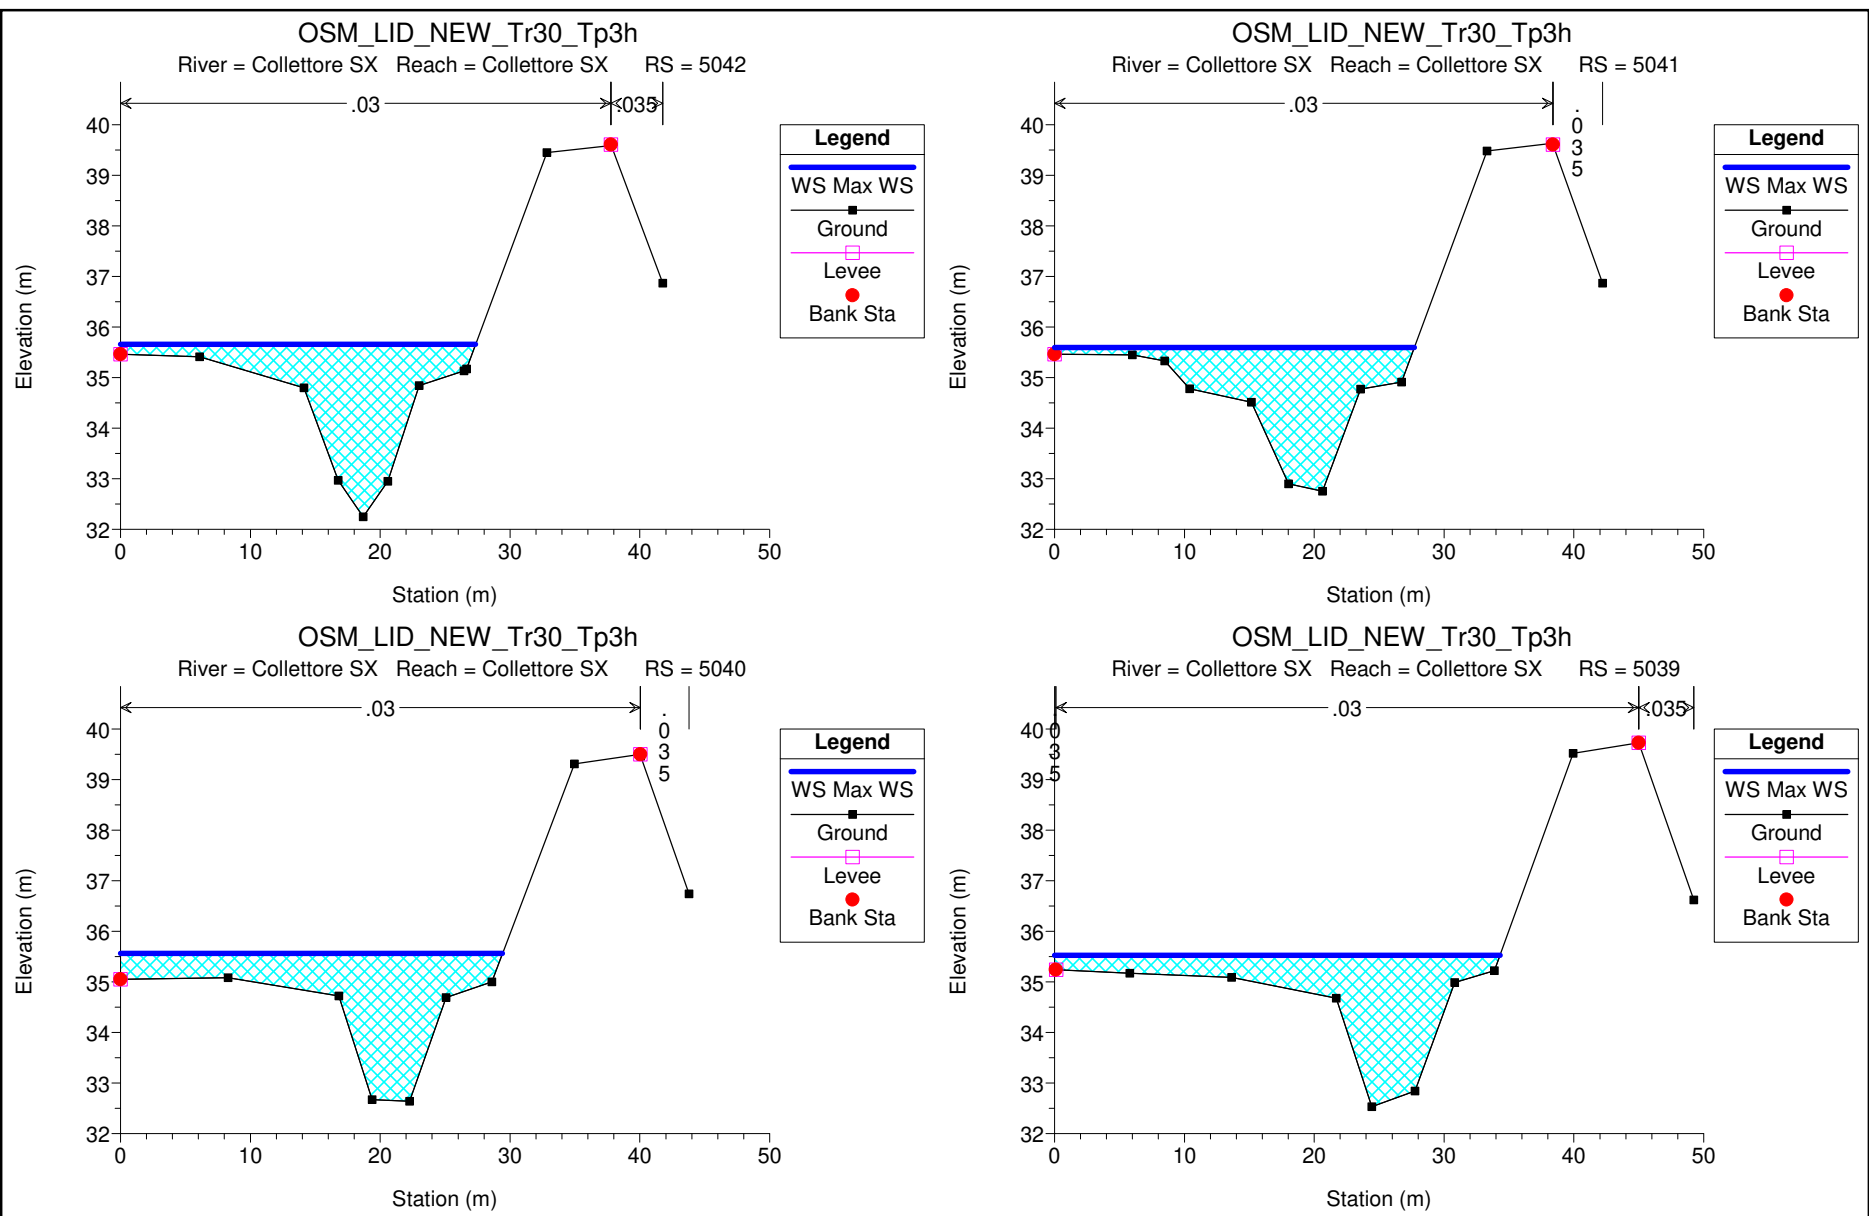 OSM_LID_NEW_Tr30_Tp3h
River = Collettore SX Reach = Collettore SX RS = 5042
.03
.035
40
39
38
37
36
35
34
33
32
Elevation (m)
0 10 20 30 40 50
Station (m)
Legend
WS Max WS
Ground
Levee
Bank Sta
OSM_LID_NEW_Tr30_Tp3h
River = Collettore SX Reach = Collettore SX RS = 5041
.03
.035
40
39
38
37
36
35
34
33
32
Elevation (m)
0 10 20 30 40 50
Station (m)
Legend
WS Max WS
Ground
Levee
Bank Sta
OSM_LID_NEW_Tr30_Tp3h
River = Collettore SX Reach = Collettore SX RS = 5040
.03
.035
40
39
38
37
36
35
34
33
32
Elevation (m)
0 10 20 30 40 50
Station (m)
Legend
WS Max WS
Ground
Levee
Bank Sta
OSM_LID_NEW_Tr30_Tp3h
River = Collettore SX Reach = Collettore SX RS = 5039
.035
.03
.035
40
39
38
37
36
35
34
33
32
Elevation (m)
0 10 20 30 40 50
Station (m)
Legend
WS Max WS
Ground
Levee
Bank Sta